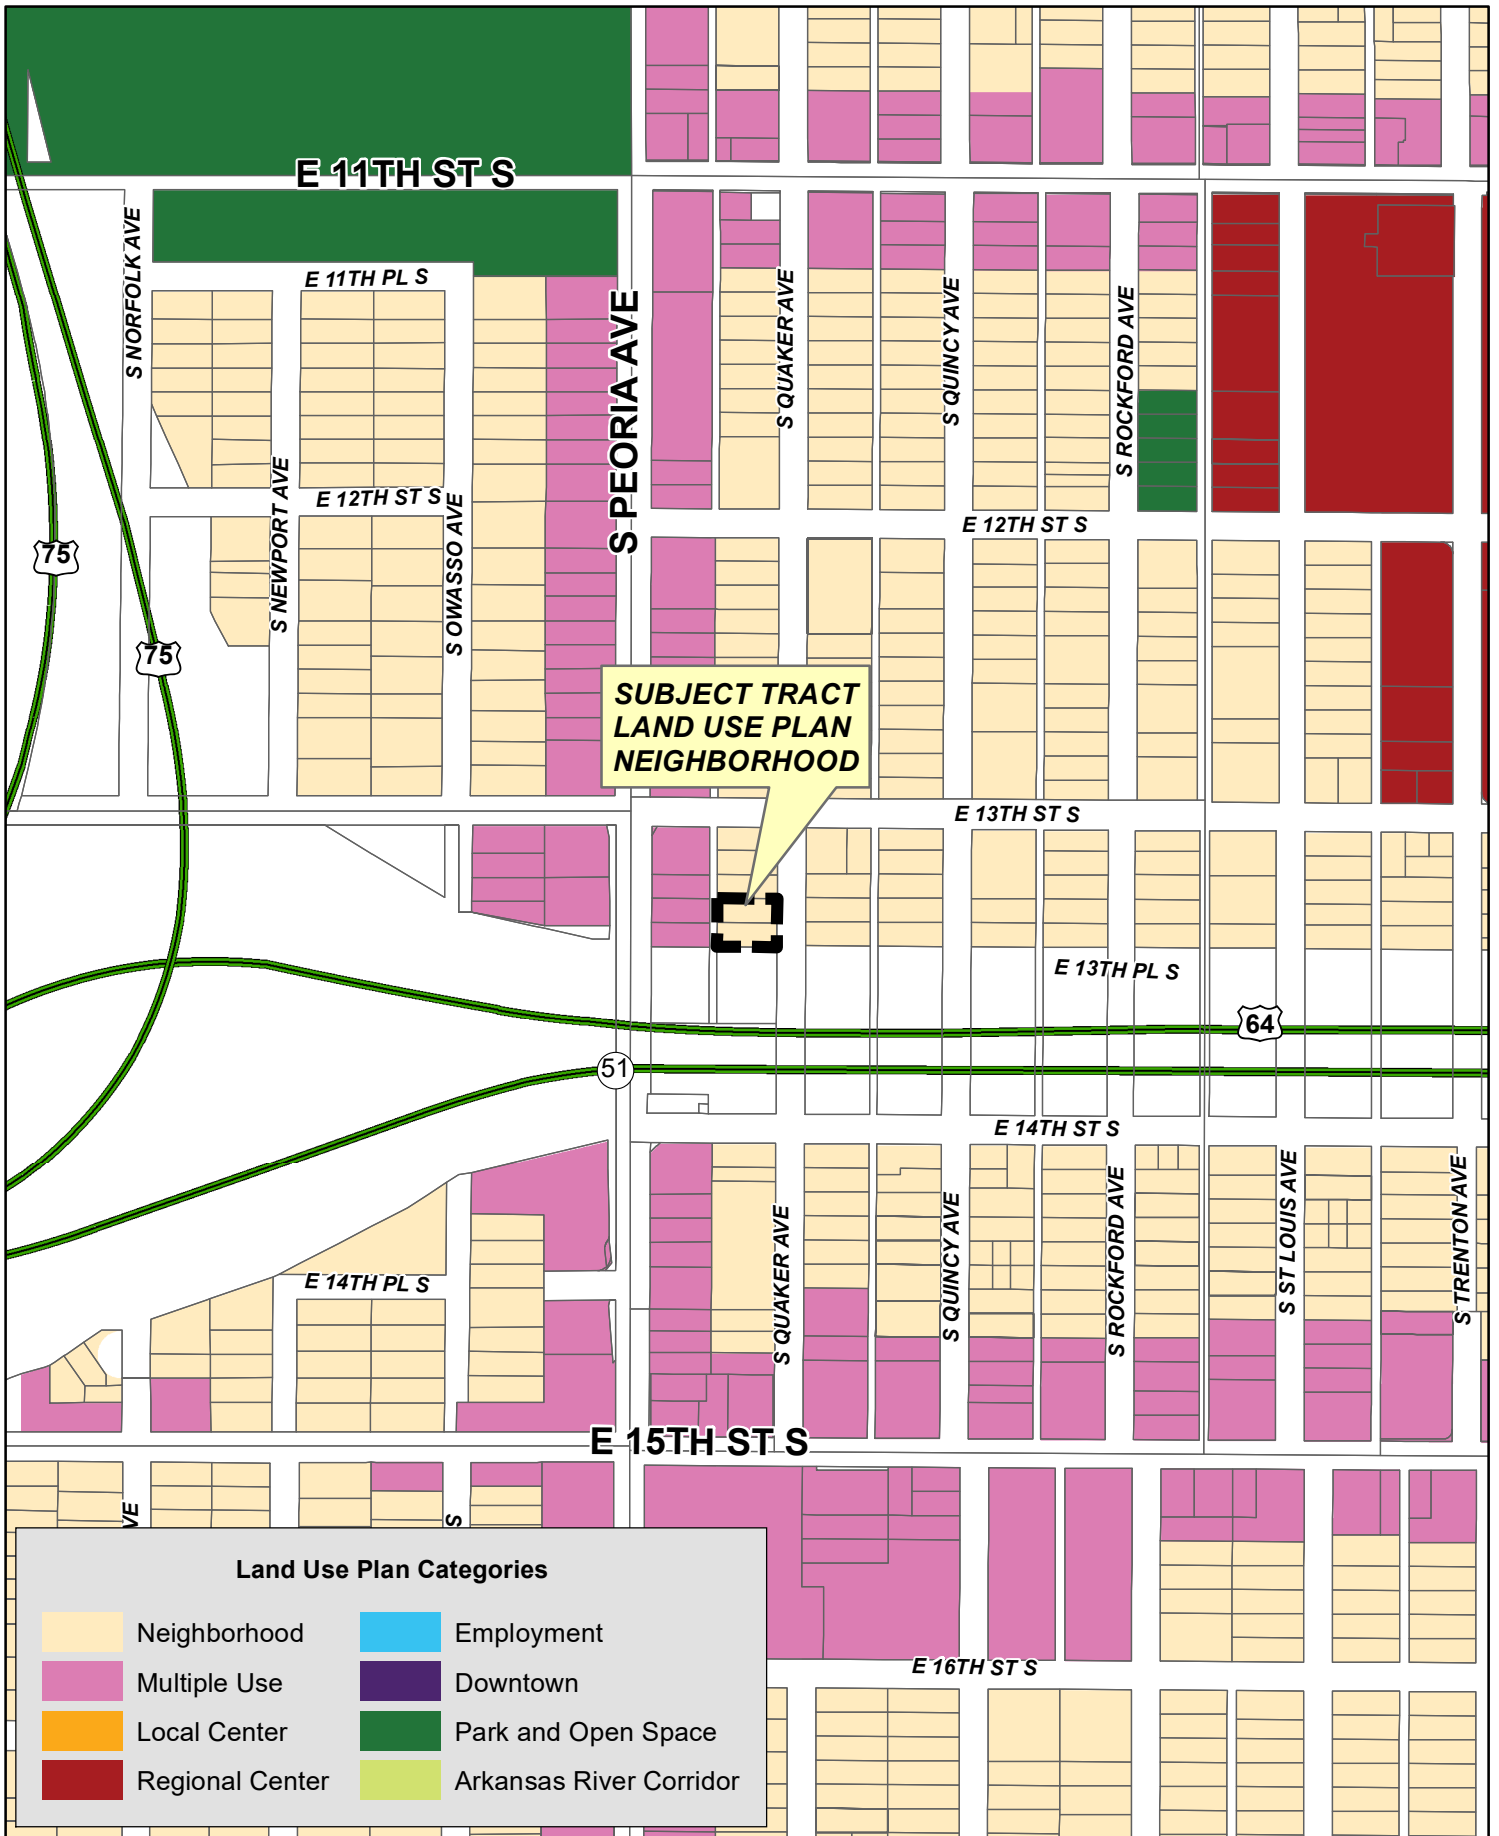 E 11TH ST S
S NORFOLK AVE
E 11TH PL S
S PEORIA AVE
S QUAKER AVE
S QUINCY AVE
S ROCKFORD AVE
E 12TH ST S
S NEWPORT AVE
S OWASSO AVE
E 12TH ST S
75
75
SUBJECT TRACT
LAND USE PLAN
NEIGHBORHOOD
E 13TH ST S
E 13TH PL S
64
51
E 14TH ST S
S QUAKER AVE
S QUINCY AVE
S ROCKFORD AVE
S ST LOUIS AVE
S TRENTON AVE
E 14TH PL S
E 15TH ST S
VE
S
E 16TH ST S
Land Use Plan Categories
Neighborhood
Multiple Use
Local Center
Regional Center
Employment
Downtown
Park and Open Space
Arkansas River Corridor